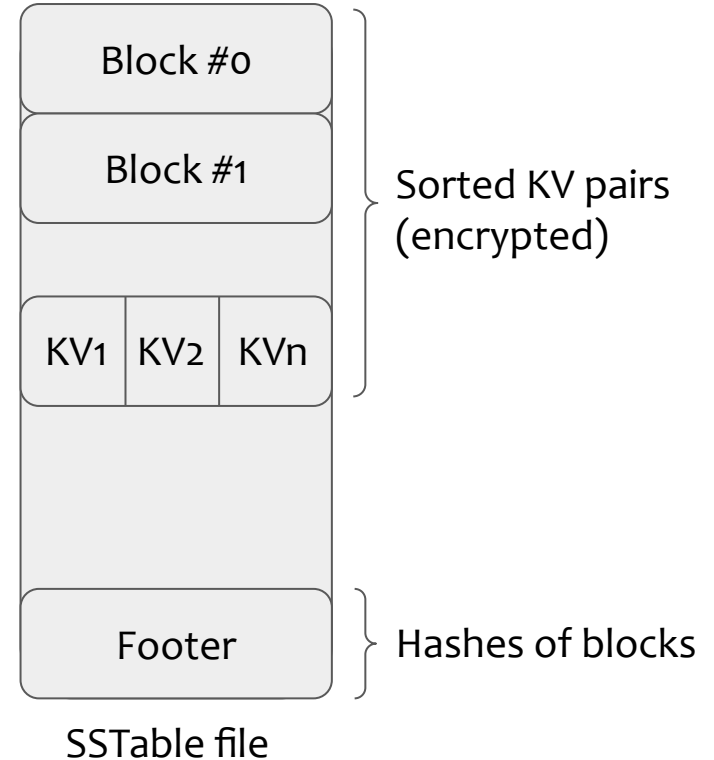 Block #0
Block #1
Sorted KV pairs
(encrypted)
KV1 KV2 KVn
Footer
Hashes of blocks
SSTable file